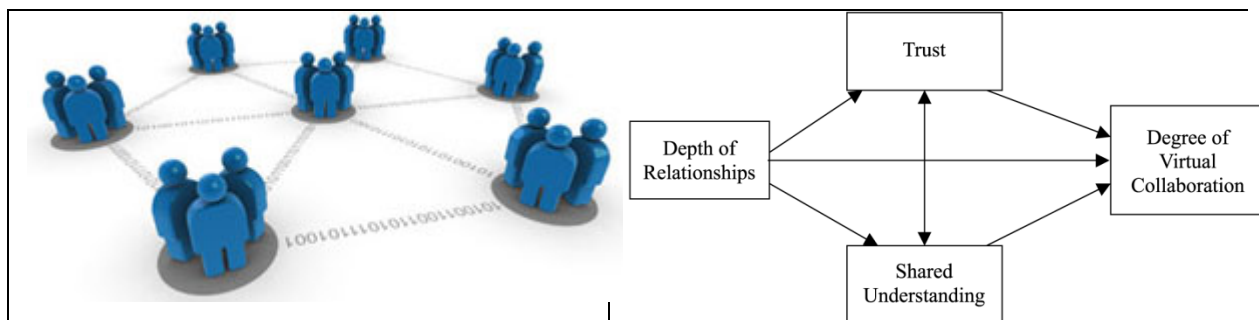 Trust
Depth of
Relationships
Degree of
Virtual
Collaboration
Shared
Understanding